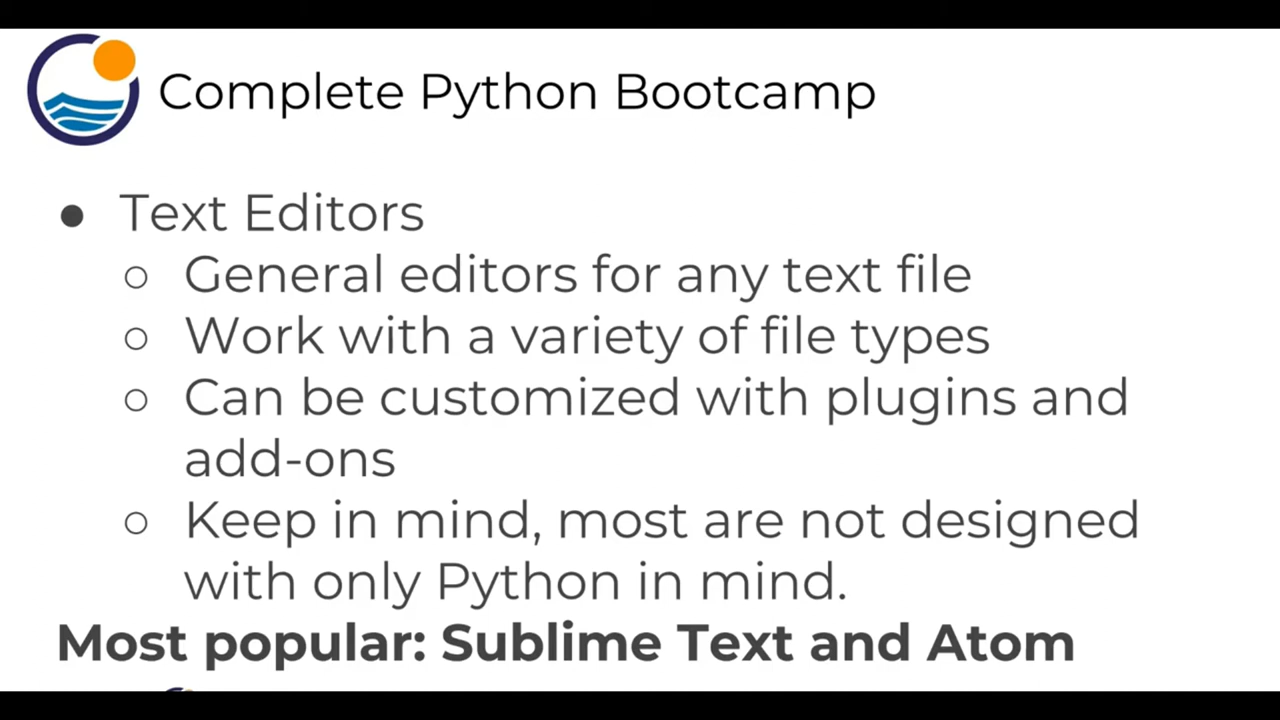 Complete Python Bootcamp
● Text Editors
○ General editors for any text file
○ Work with a variety of file types
○ Can be customized with plugins and
add-ons
○ Keep in mind, most are not designed
with only Python in mind.
Most popular: Sublime Text and Atom